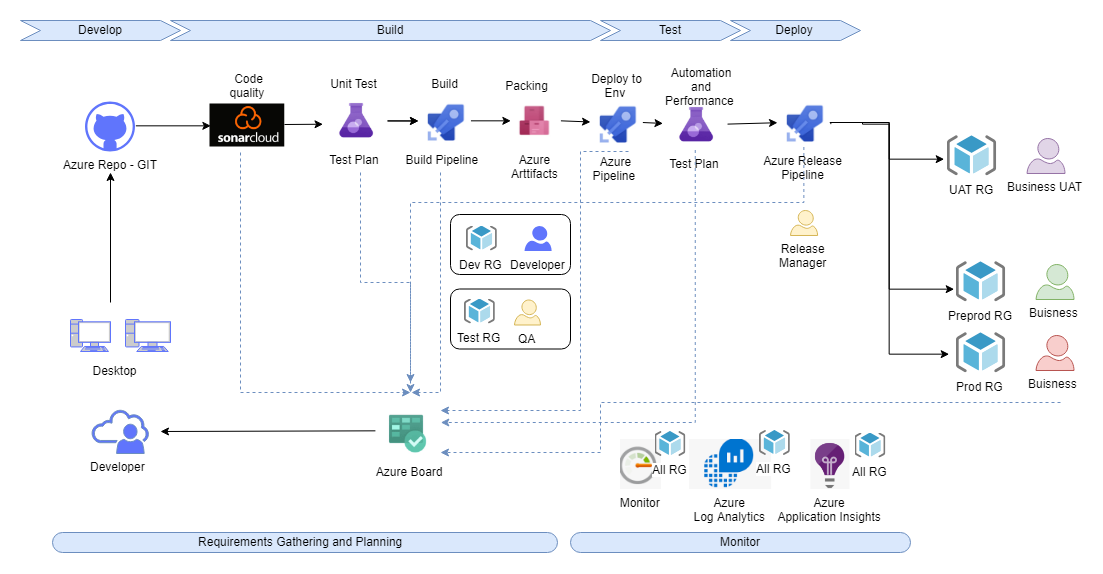 Develop
Build
Test
Deploy
Code
quality
Unit Test
Build
Packing
Deploy to
Env
Automation
and
Performance
sonarcloud
Azure Repo - GIT
Test Plan
Build Pipeline
Azure
Arttifacts
Azure
Pipeline
Test Plan
Azure Release
Pipeline
UAT RG
Business UAT
Dev RG
Developer
Release
Manager
Test RG
QA
Preprod RG
Buisness
Desktop
Prod RG
Buisness
Developer
Azure Board
All RG
All RG
All RG
Monitor
Azure
Log Analytics
Azure
Application Insights
Requirements Gathering and Planning
Monitor